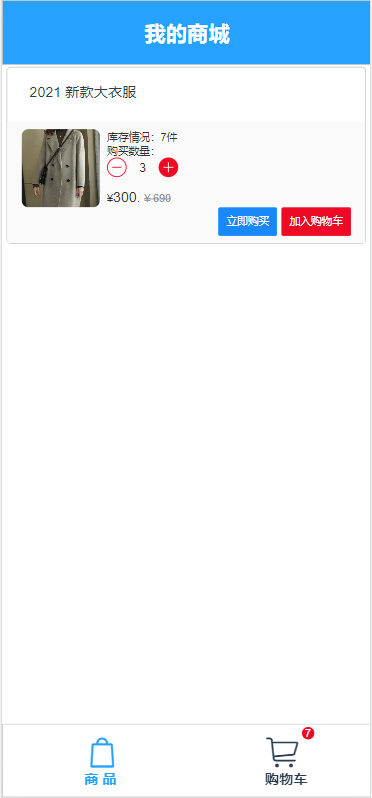 我的商城
2021 新款大衣服
库存情况：7件
购买数量：
3
¥300. ¥ 690
立即购买 加入购物车
7
商 品 购物车